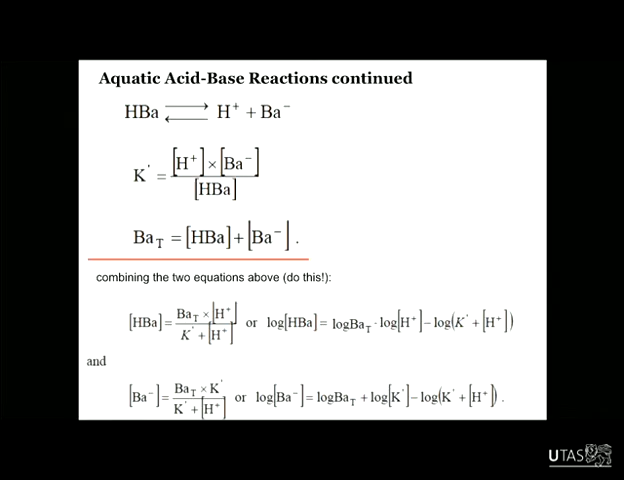 Aquatic Acid-Base Reactions continued
HBa ⇌ H⁺ + Ba⁻
K' = [H⁺] × [Ba⁻] / [HBa]
Ba_T = [HBa] + [Ba⁻] .
combining the two equations above (do this!):
[HBa] = Ba_T × [H⁺] / K' + [H⁺] or log[HBa] = logBa_T · log[H⁺] − log(K' + [H⁺])
and
[Ba⁻] = Ba_T × K' / K' + [H⁺] or log[Ba⁻] = logBa_T + log[K'] − log(K' + [H⁺]) .
UTAS